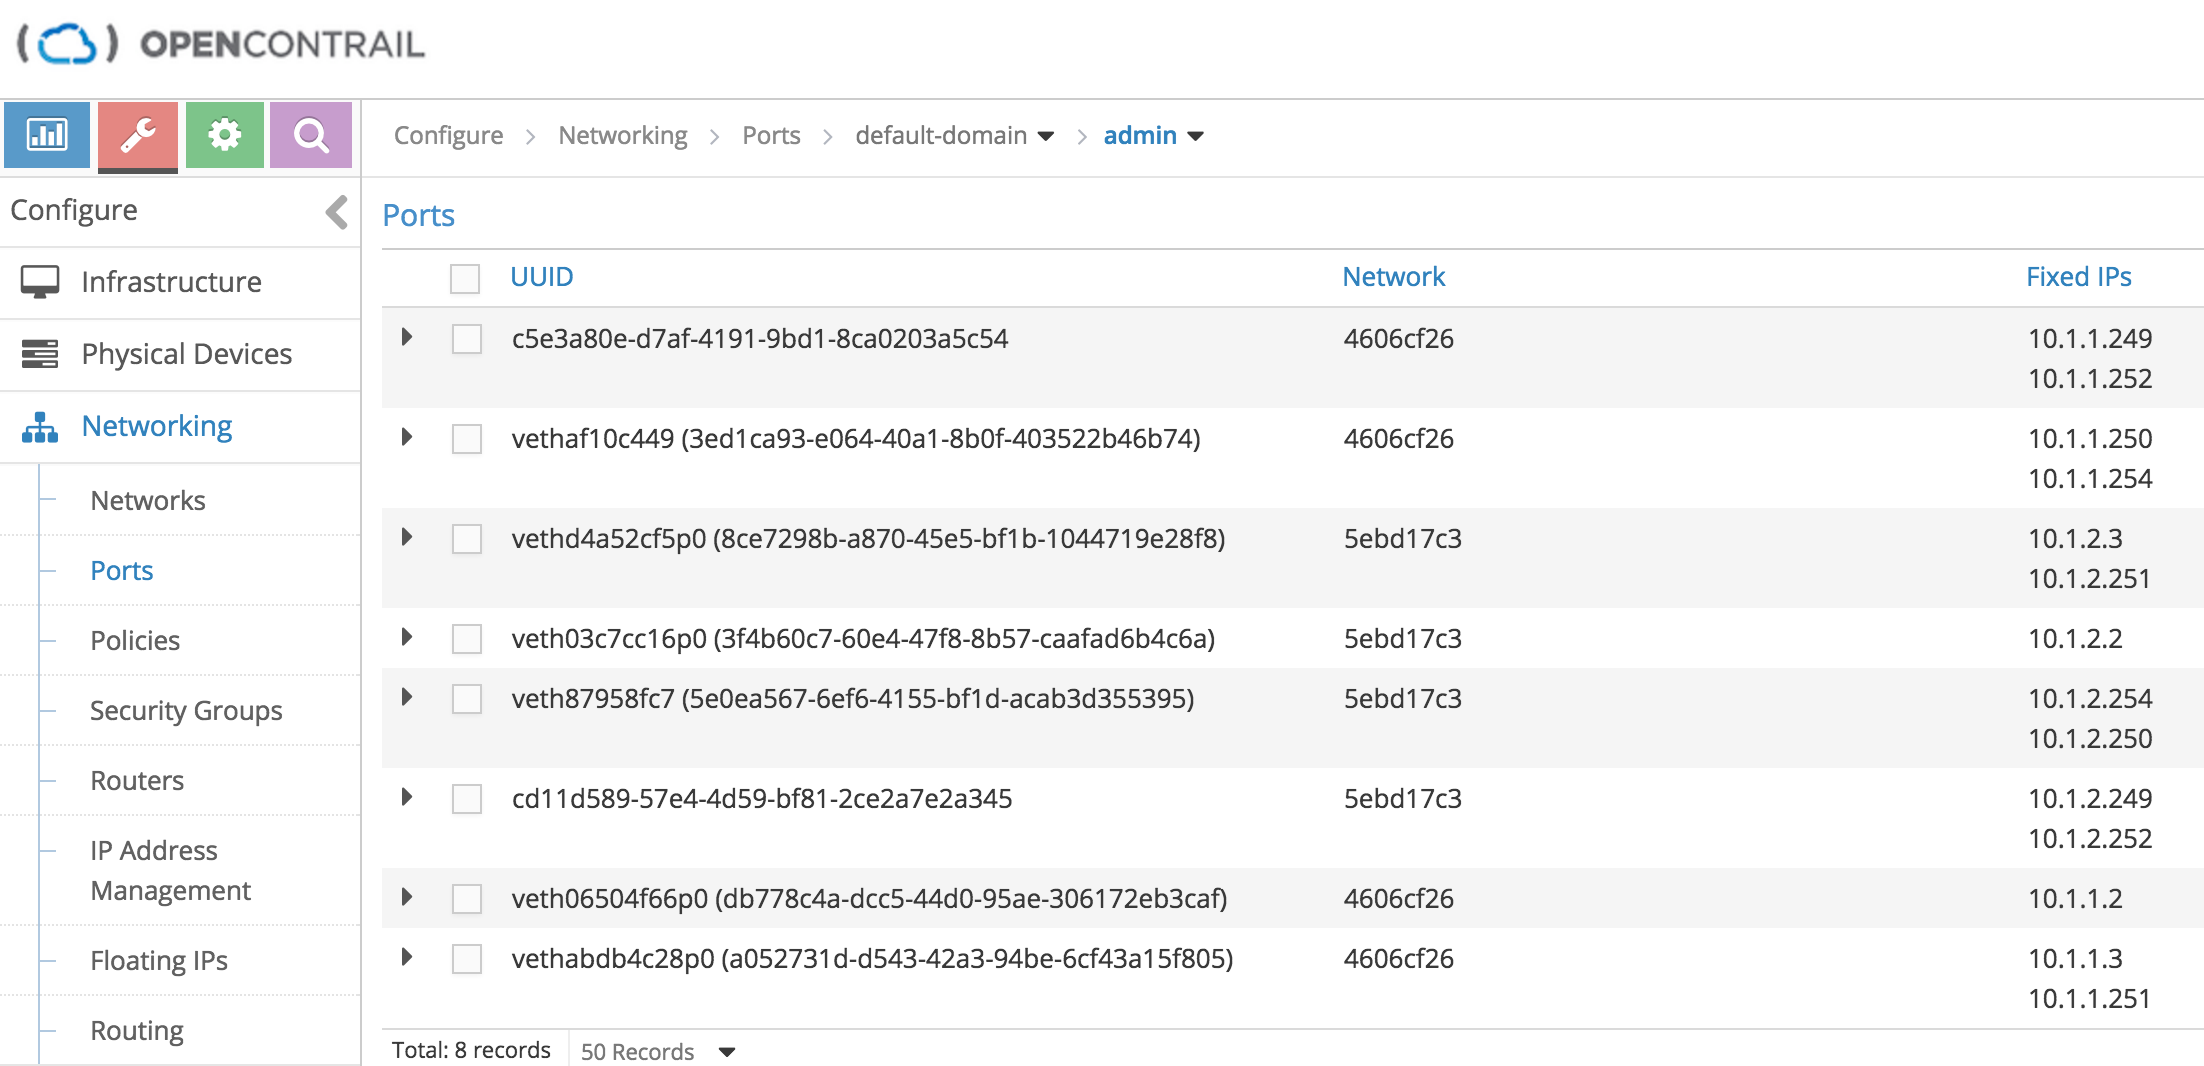 OPENCONTRAIL
Configure > Networking > Ports > default-domain > admin
Configure
Infrastructure
Physical Devices
Networking
Networks
Ports
Policies
Security Groups
Routers
IP Address
Management
Floating IPs
Routing
Ports
UUID Network Fixed IPs
c5e3a80e-d7af-4191-9bd1-8ca0203a5c54 4606cf26 10.1.1.249
10.1.1.252
vethaf10c449 (3ed1ca93-e064-40a1-8b0f-403522b46b74) 4606cf26 10.1.1.250
10.1.1.254
vethd4a52cf5p0 (8ce7298b-a870-45e5-bf1b-1044719e28f8) 5ebd17c3 10.1.2.3
10.1.2.251
veth03c7cc16p0 (3f4b60c7-60e4-47f8-8b57-caafad6b4c6a) 5ebd17c3 10.1.2.2
veth87958fc7 (5e0ea567-6ef6-4155-bf1d-acab3d355395) 5ebd17c3 10.1.2.254
10.1.2.250
cd11d589-57e4-4d59-bf81-2ce2a7e2a345 5ebd17c3 10.1.2.249
10.1.2.252
veth06504f66p0 (db778c4a-dcc5-44d0-95ae-306172eb3caf) 4606cf26 10.1.1.2
vethabdb4c28p0 (a052731d-d543-42a3-94be-6cf43a15f805) 4606cf26 10.1.1.3
10.1.1.251
Total: 8 records 50 Records